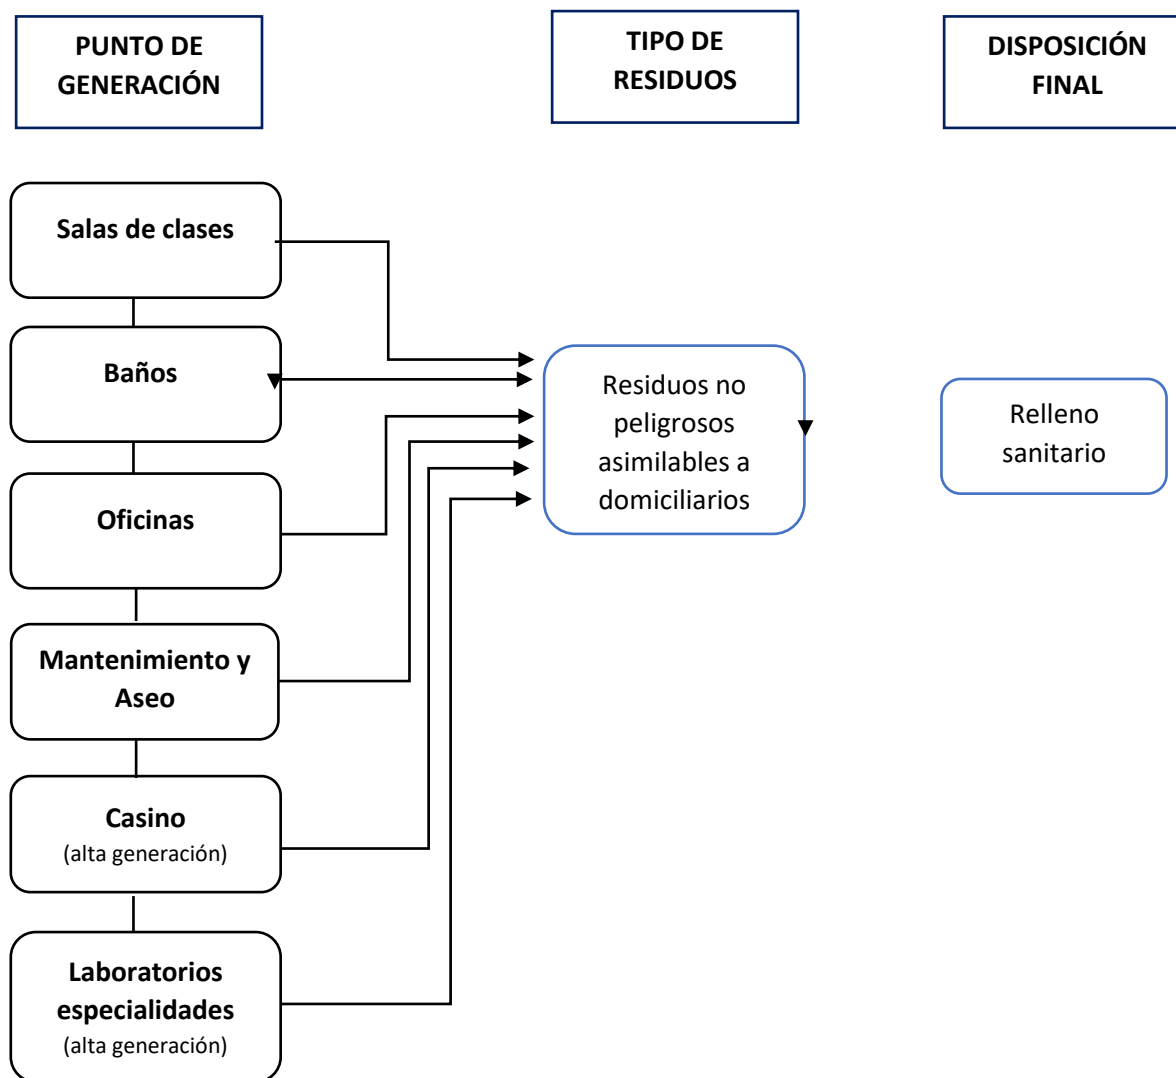 PUNTO DE
GENERACIÓN
TIPO DE
RESIDUOS
DISPOSICIÓN
FINAL
Salas de clases
Baños
Oficinas
Mantenimiento y
Aseo
Casino
(alta generación)
Laboratorios
especialidades
(alta generación)
Residuos no
peligrosos
asimilables a
domiciliarios
Relleno
sanitario